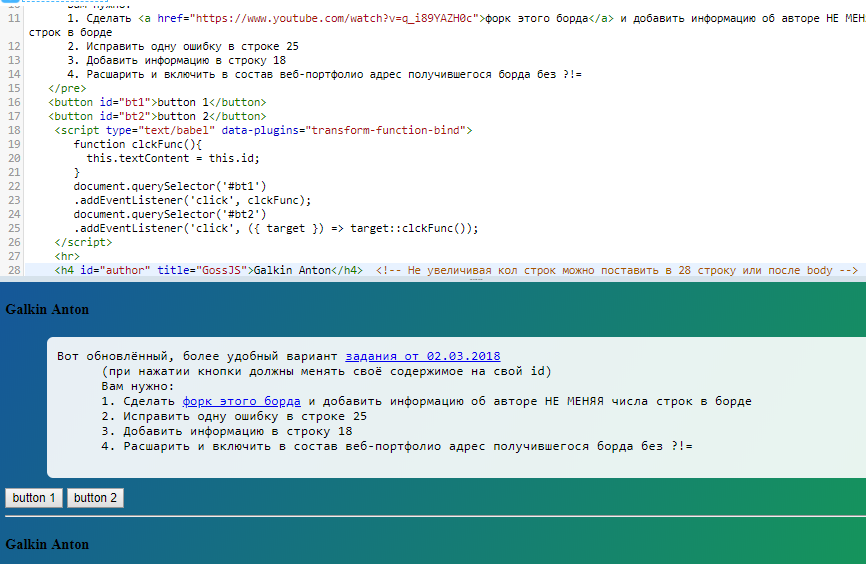 Вам нужно:
11 1. Сделать <a href="https://www.youtube.com/watch?v=q_i89YAZH0c">форк этого борда</a> и добавить информацию об авторе НЕ МЕН
строк в борде
12 2. Исправить одну ошибку в строке 25
13 3. Добавить информацию в строку 18
14 4. Расшарить и включить в состав веб-портфолио адрес получившегося борда без ?!=
15 </pre>
16 <button id="bt1">button 1</button>
17 <button id="bt2">button 2</button>
18 <script type="text/babel" data-plugins="transform-function-bind">
19 function clckFunc(){
20 this.textContent = this.id;
21 }
22 document.querySelector('#bt1')
23 .addEventListener('click', clckFunc);
24 document.querySelector('#bt2')
25 .addEventListener('click', ({ target }) => target::clckFunc());
26 </script>
27 <hr>
28 <h4 id="author" title="GossJS">Galkin Anton</h4> <!-- Не увеличивая кол строк можно поставить в 28 строку или после body -->
Galkin Anton
Вот обновлённый, более удобный вариант задания от 02.03.2018
(при нажатии кнопки должны менять своё содержимое на свой id)
Вам нужно:
1. Сделать форк этого борда и добавить информацию об авторе НЕ МЕНЯЯ числа строк в борде
2. Исправить одну ошибку в строке 25
3. Добавить информацию в строку 18
4. Расшарить и включить в состав веб-портфолио адрес получившегося борда без ?!=
button 1 button 2
Galkin Anton